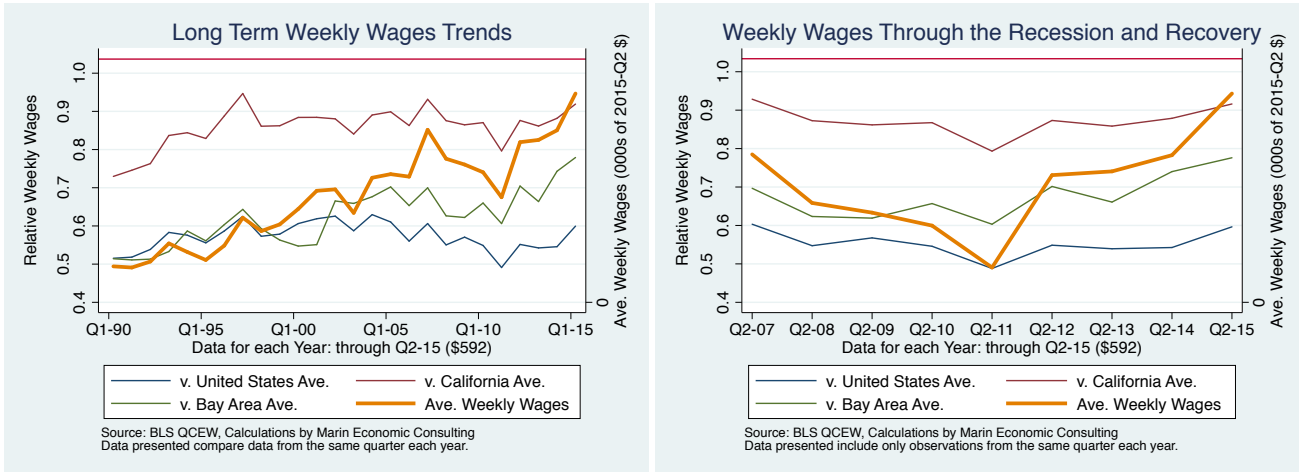 Long Term Weekly Wages Trends
Relative Weekly Wages
1.0
0.9
0.8
0.7
0.6
0.5
0.4
0
Ave. Weekly Wages (000s of 2015-Q2 $)
Q1-90 Q1-95 Q1-00 Q1-05 Q1-10 Q1-15
Data for each Year: through Q2-15 ($592)
v. United States Ave. v. California Ave.
v. Bay Area Ave. Ave. Weekly Wages
Source: BLS QCEW, Calculations by Marin Economic Consulting
Data presented compare data from the same quarter each year.
Weekly Wages Through the Recession and Recovery
Relative Weekly Wages
1.0
0.9
0.8
0.7
0.6
0.5
0.4
0
Ave. Weekly Wages (000s of 2015-Q2 $)
Q2-07 Q2-08 Q2-09 Q2-10 Q2-11 Q2-12 Q2-13 Q2-14 Q2-15
Data for each Year: through Q2-15 ($592)
v. United States Ave. v. California Ave.
v. Bay Area Ave. Ave. Weekly Wages
Source: BLS QCEW, Calculations by Marin Economic Consulting
Data presented include only observations from the same quarter each year.